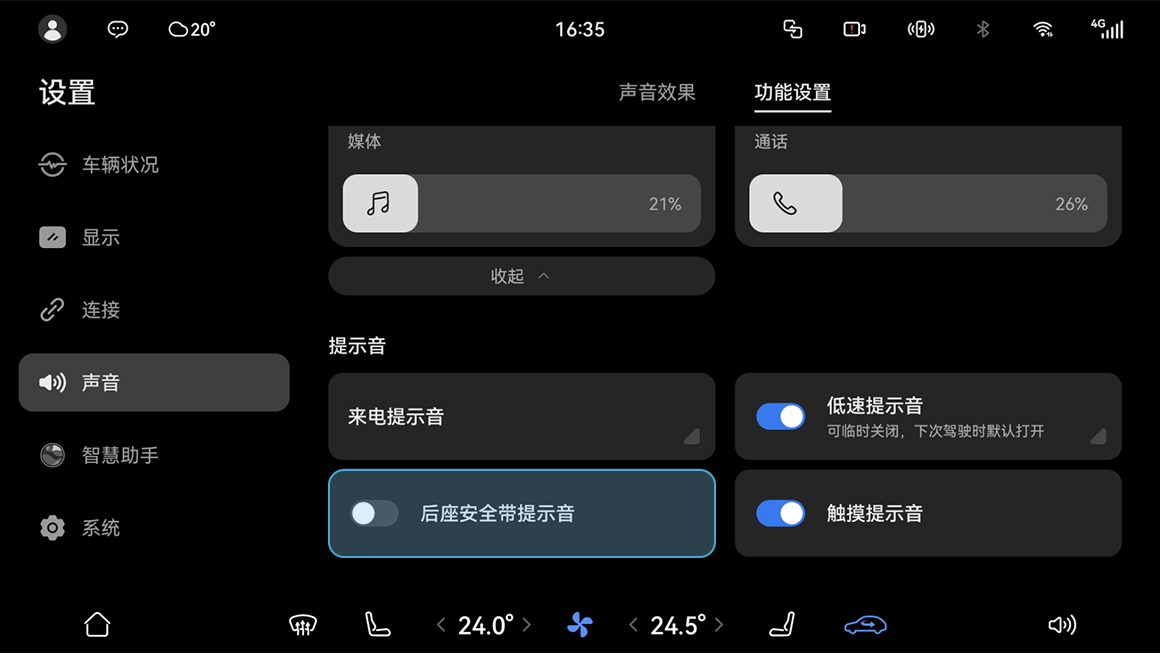 20°
16:35
4G
设置
声音效果
功能设置
车辆状况
显示
连接
声音
智慧助手
系统
媒体
21%
通话
26%
收起
提示音
来电提示音
低速提示音
可临时关闭，下次驾驶时默认打开
后座安全带提示音
触摸提示音
24.0°
24.5°